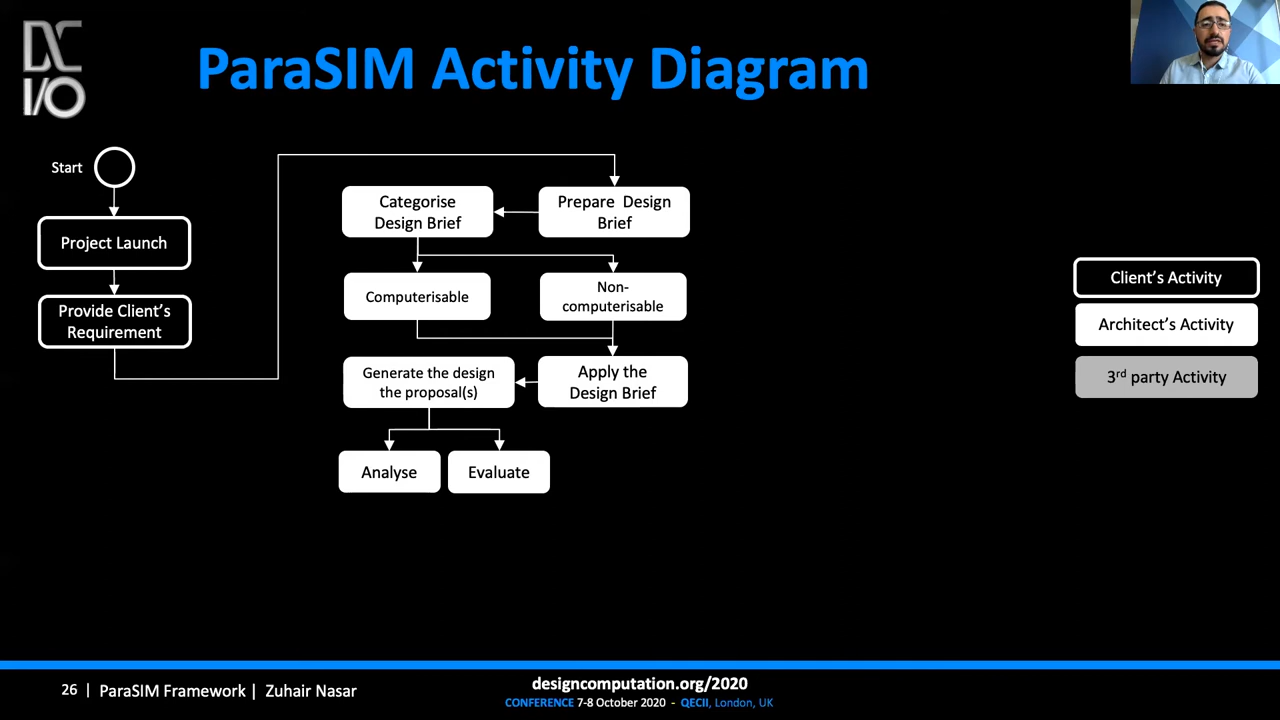 DC
I/O
ParaSIM Activity Diagram
Start
Project Launch
Provide Client's
Requirement
Categorise
Design Brief
Prepare Design
Brief
Computerisable
Non-
computerisable
Generate the design
the proposal(s)
Apply the
Design Brief
Analyse
Evaluate
Client's Activity
Architect's Activity
3rd party Activity
26 | ParaSIM Framework | Zuhair Nasar
designcomputation.org/2020
CONFERENCE 7-8 October 2020 - QECII, London, UK